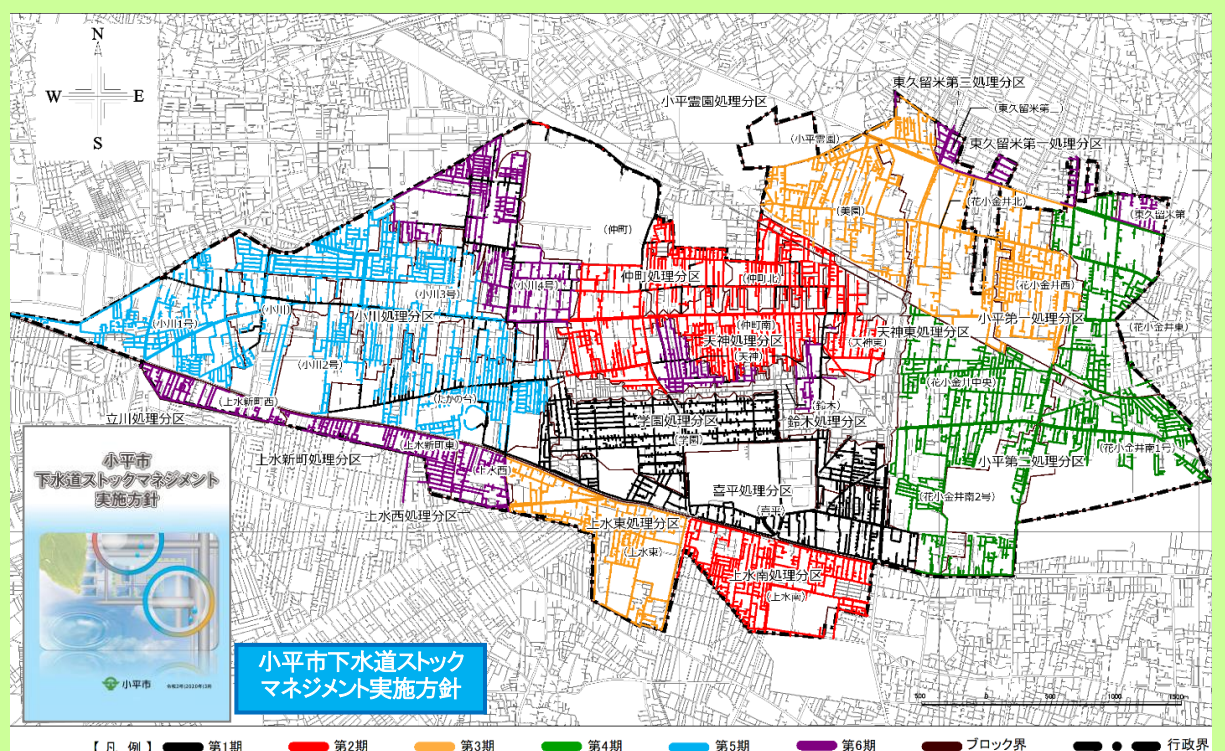 N
W E
S
東久留米第三処理分区
小平霊園処理分区
(東久留米第二)
東久留米第一処理分区
(小平霊園)
(美園)
(花小金井北)
(東久留米第
(仲町)
仲町処理分区
(仲町北)
(小川3号)
(小川4号)
(花小金井西)
(小川1号)
(小川)
小川処理分区
小平第一処理分区
(仲町南)
天神東処理分区
(花小金井東)
天神処理分区
(天神東)
(天神)
(小川2号)
(花小金井中央)
(たかの台)
(上水新町西)
(鈴木)
立川処理分区
学園処理分区
鈴木処理分区
(学園)
(上水新町東)
(花小金井南1号)
上水新町処理分区
(上水西)
小平第二処理分区
喜平処理分区
(花小金井南2号)
(喜平)
上水西処理分区
上水東処理分区
(上水東)
上水南処理分区
(上水南)
小平市
下水道ストックマネジメント
実施方針
小平市
令和2年(2020年)3月
小平市下水道ストック
マネジメント実施方針
500 0 500 1000 1500m
【凡 例】 第1期 第2期 第3期 第4期 第5期 第6期 ブロック界 行政界